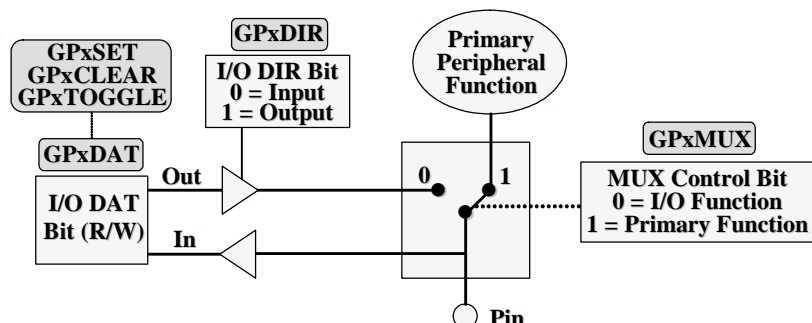 GPxSET
GPxCLEAR
GPxTOGGLE
GPxDIR
I/O DIR Bit
0 = Input
1 = Output
Primary
Peripheral
Function
GPxDAT
I/O DAT
Bit (R/W)
Out
In
0
1
GPxMUX
MUX Control Bit
0 = I/O Function
1 = Primary Function
Pin